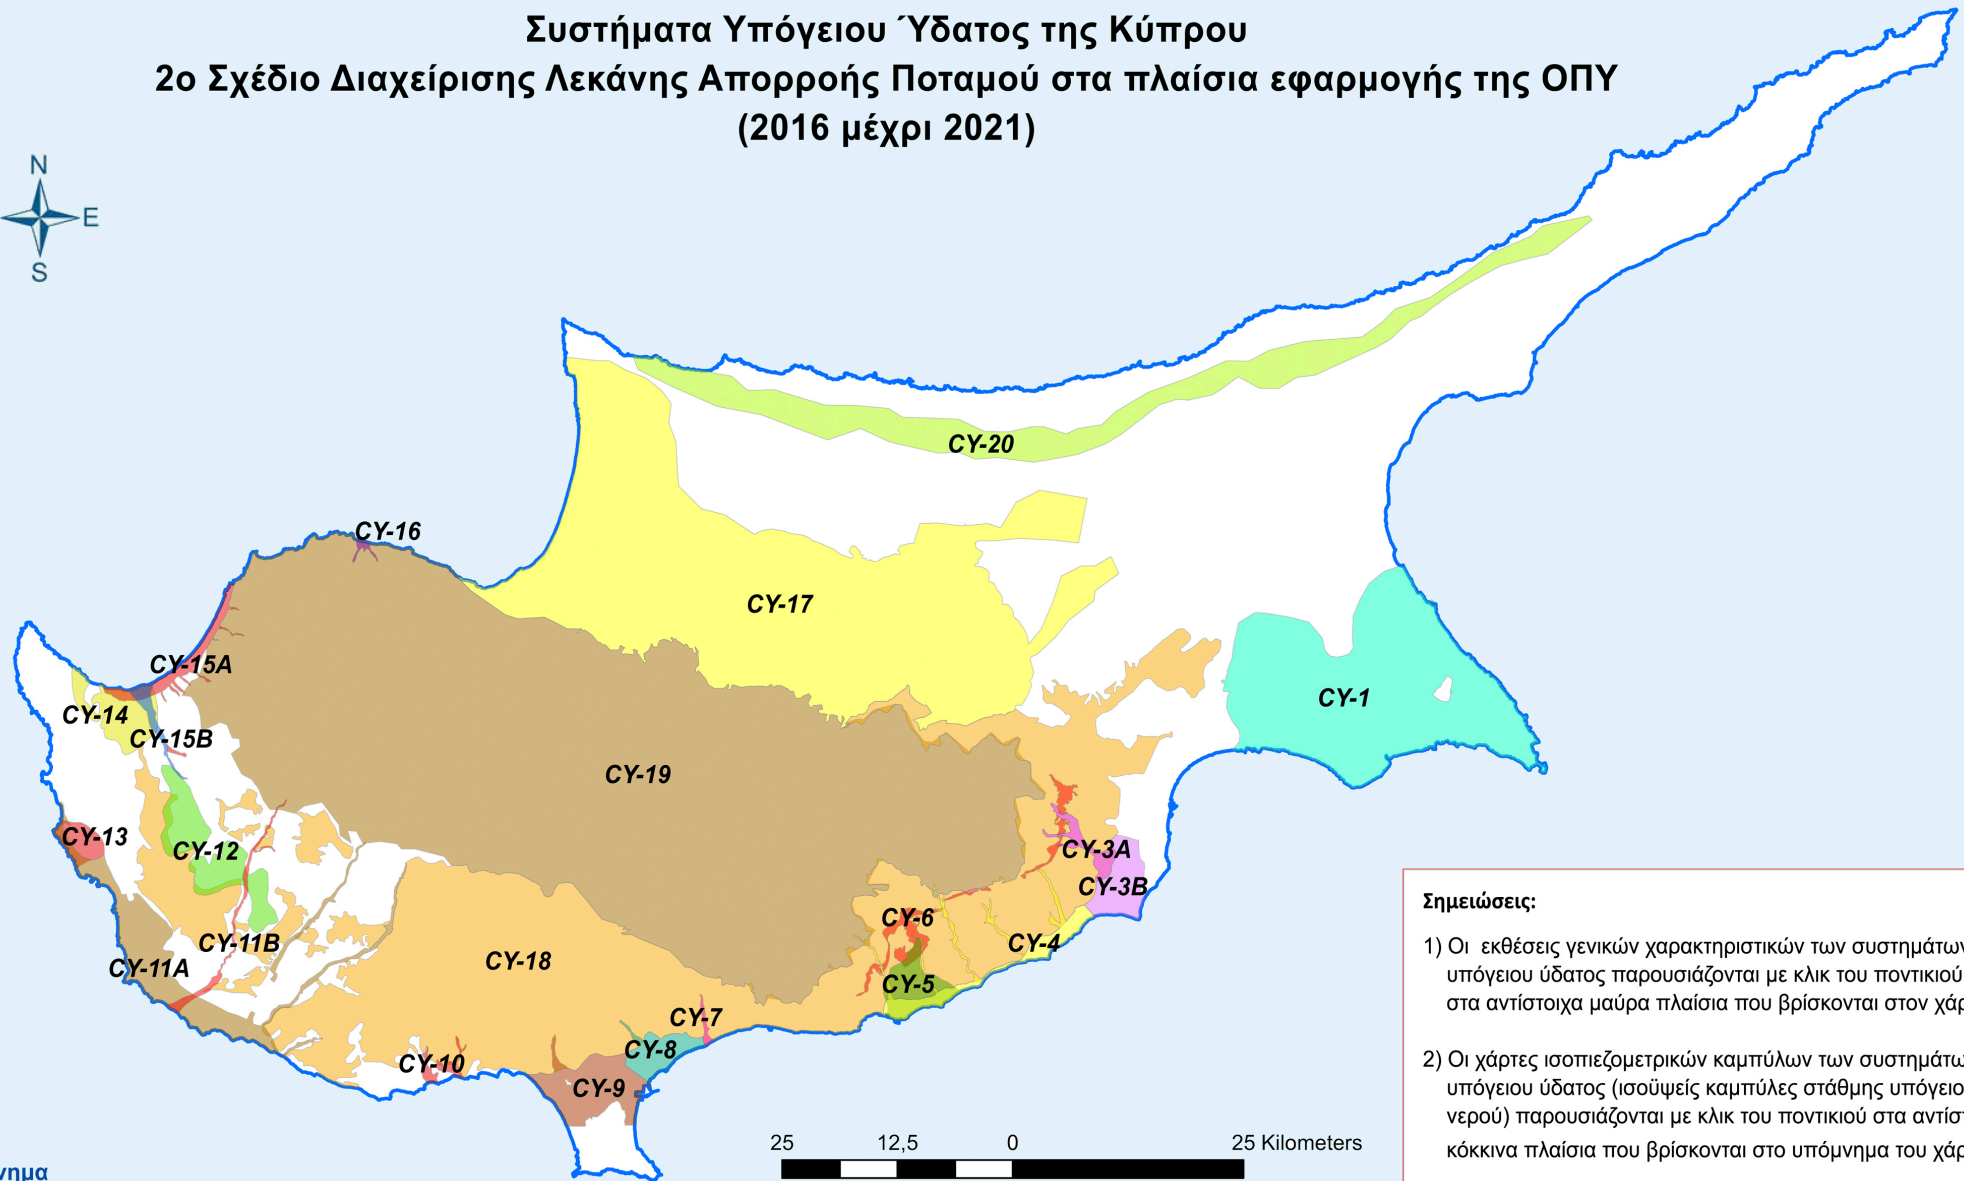 Συστήματα Υπόγειου Ύδατος της Κύπρου
2ο Σχέδιο Διαχείρισης Λεκάνης Απορροής Ποταμού στα πλαίσια εφαρμογής της ΟΠΥ
(2016 μέχρι 2021)
N
E
S
CY-20
CY-16
CY-17
CY-15A
CY-1
CY-14
CY-15B
CY-19
CY-13
CY-12
CY-3A
CY-3B
CY-6
CY-11B
CY-4
CY-18
CY-11A
CY-5
CY-7
CY-8
CY-10
CY-9
25 12,5 0 25 Kilometers
Σημειώσεις:
1) Οι εκθέσεις γενικών χαρακτηριστικών των συστημάτων
υπόγειου ύδατος παρουσιάζονται με κλικ του ποντικιού
στα αντίστοιχα μαύρα πλαίσια που βρίσκονται στον
2) Οι χάρτες ισοπιεζομετρικών καμπύλων των
υπόγειου ύδατος (ισοϋψείς καμπύλες στάθμης
νερού) παρουσιάζονται με κλικ του ποντικιού στα
κόκκινα πλαίσια που βρίσκονται στο υπόμνημα του